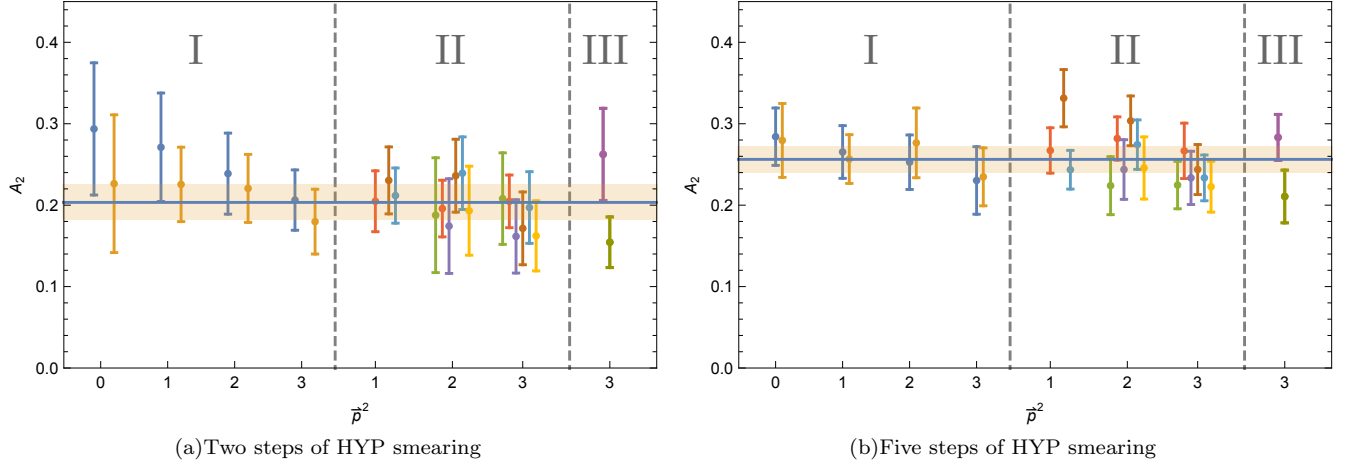 I II III
0.4
0.3
A₂
0.2
0.1
0.0
0 1 2 3 1 2 3 3
p⃗ ²
(a)Two steps of HYP smearing
I II III
0.4
0.3
A₂
0.2
0.1
0.0
0 1 2 3 1 2 3 3
p⃗ ²
(b)Five steps of HYP smearing